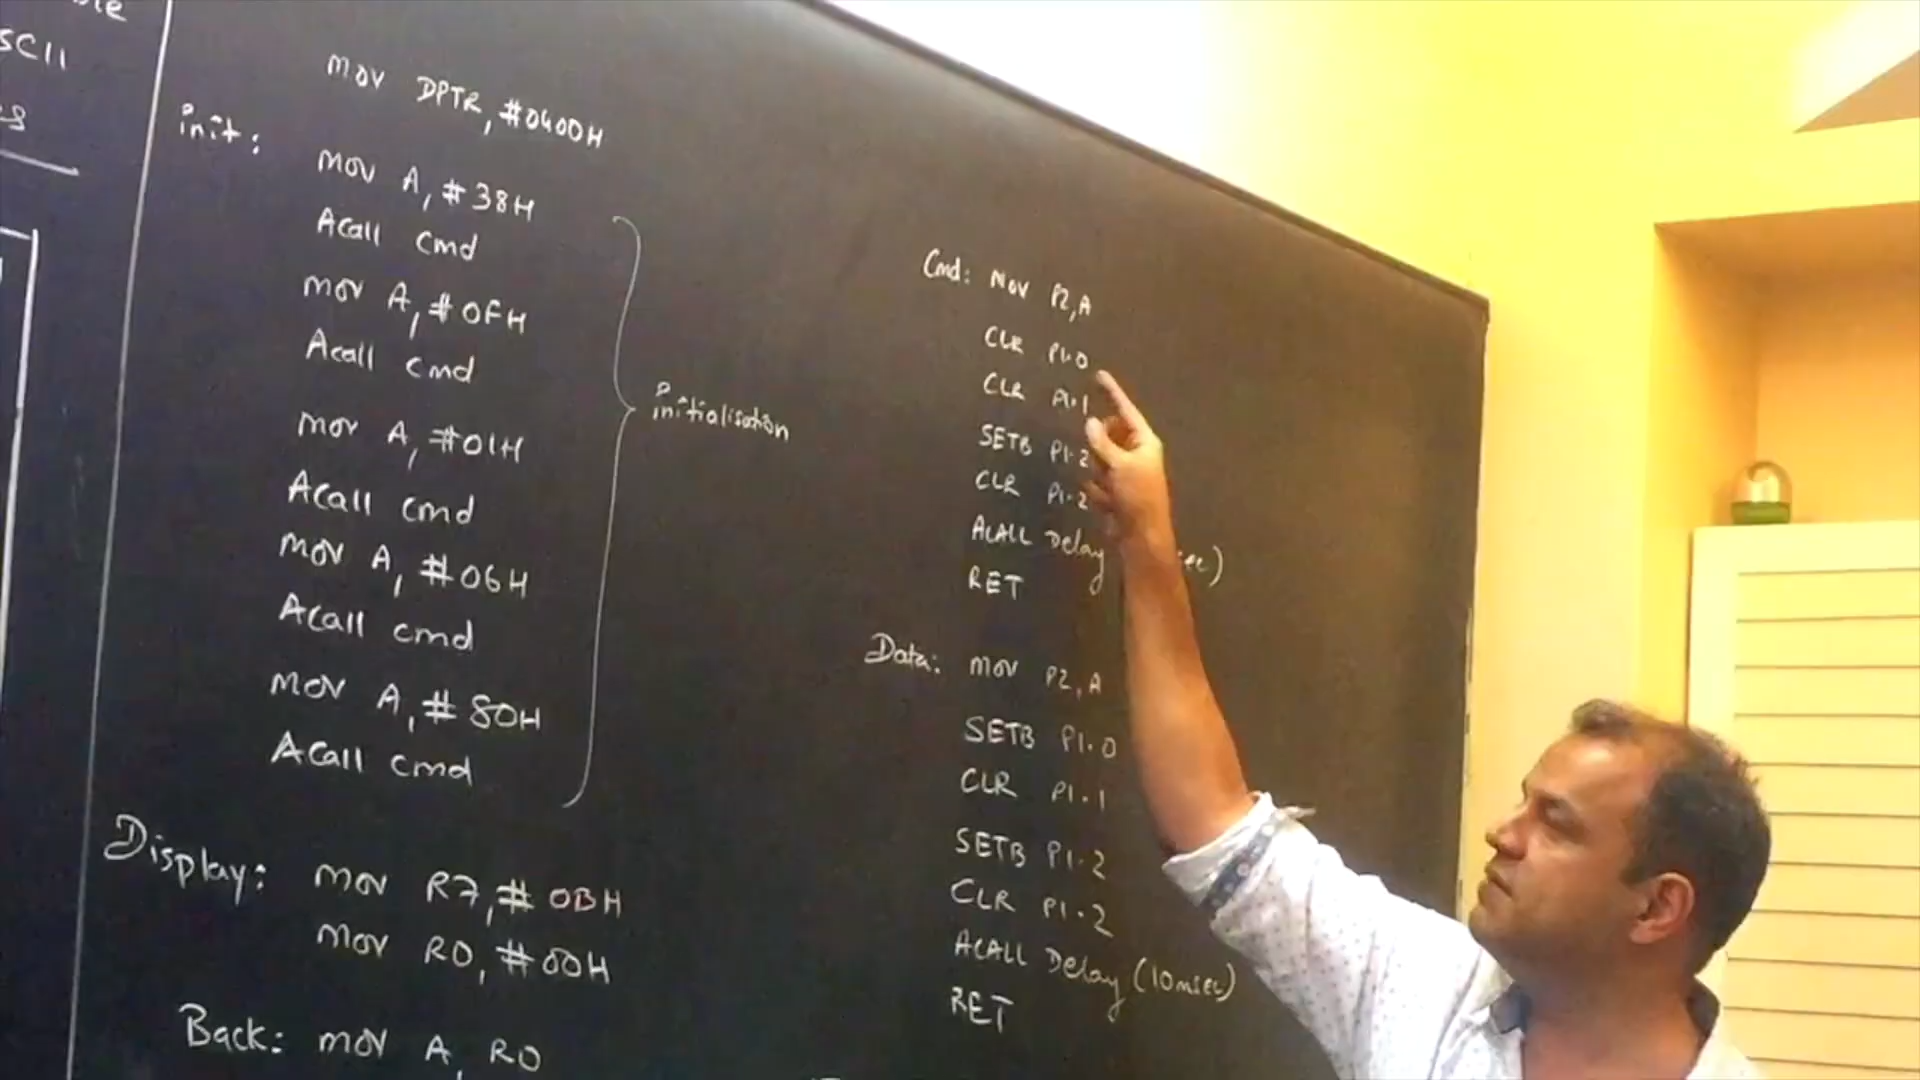 SCII
MOV DPTR, #0400H
init:
MOV A, #38H
Acall cmd
MOV A, #0FH
Acall cmd
MOV A, #01H
Acall cmd
MOV A, #06H
Acall cmd
MOV A, #80H
Acall cmd
initialisation
Display: MOV R7, #0BH
MOV R0, #00H
Back: MOV A, R0
Cmd: MOV P2, A
CLR P1.0
CLR P1.1
SETB P1.2
CLR P1.2
ACALL Delay
RET
Data: MOV P2, A
SETB P1.0
CLR P1.1
SETB P1.2
CLR P1.2
ACALL Delay (10msec)
RET